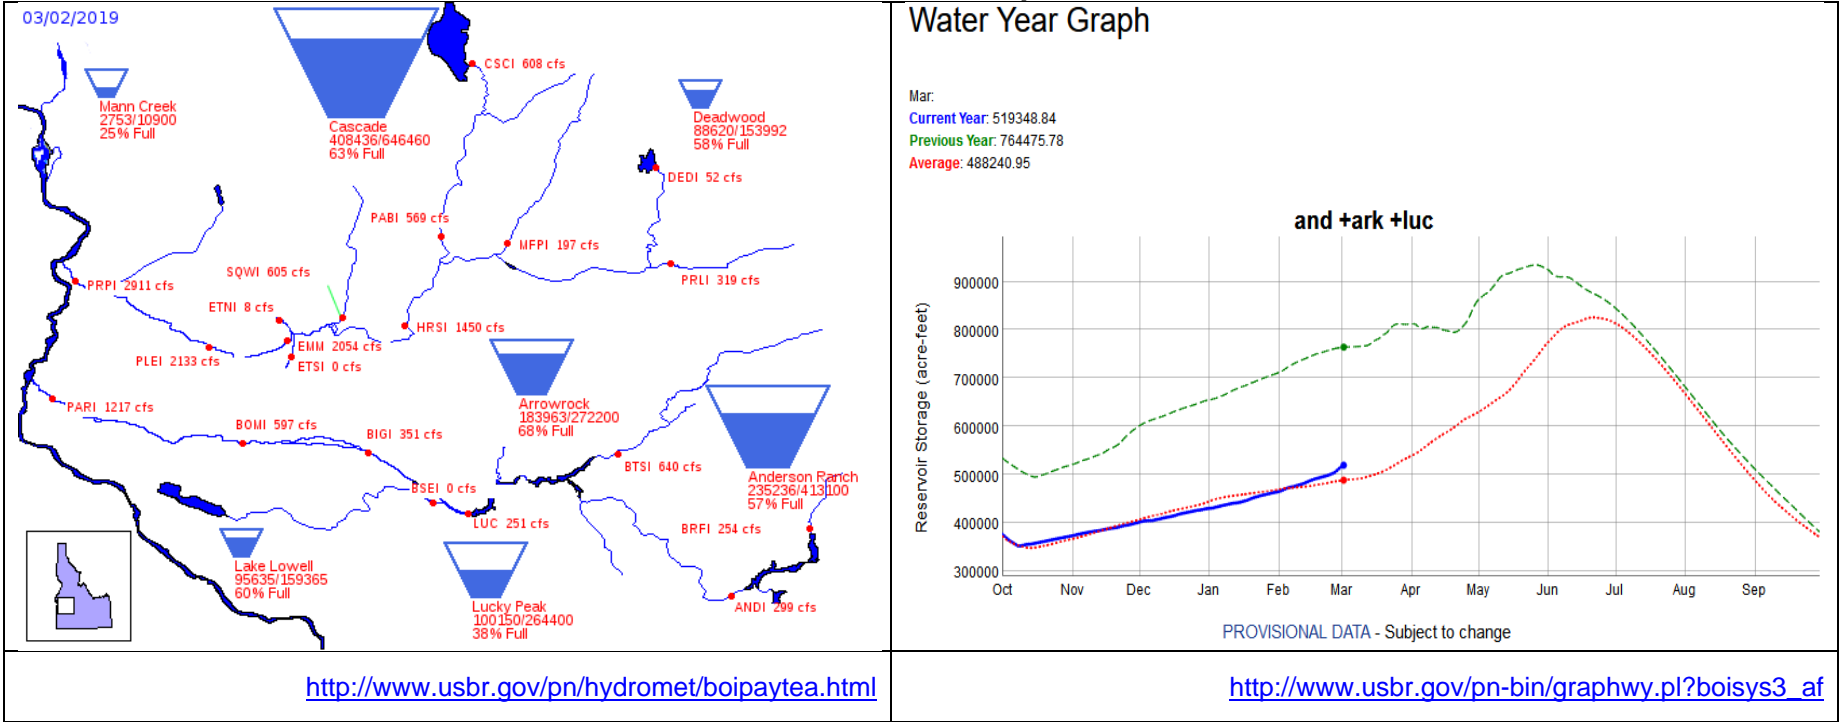 03/02/2019
CSCI 608 cfs
Mann Creek
2753/10900
25% Full
Cascade
408436/646460
63% Full
Deadwood
88620/153992
58% Full
DEDI 52 cfs
PABI 569 cfs
MFPI 197 cfs
SQWI 605 cfs
PRPI 2911 cfs
PRLI 319 cfs
ETNI 8 cfs
HRSI 1450 cfs
EMM 2054 cfs
PLEI 2133 cfs
ETSI 0 cfs
Arrowrock
183963/272200
68% Full
PARI 1217 cfs
BOMI 597 cfs
BIGI 351 cfs
BTSI 640 cfs
Anderson Ranch
235236/413100
57% Full
BSEI 0 cfs
LUC 251 cfs
BRFI 254 cfs
Lake Lowell
95635/159365
60% Full
Lucky Peak
100150/264400
38% Full
ANDI 299 cfs
http://www.usbr.gov/pn/hydromet/boipaytea.html
Water Year Graph
Mar:
Current Year: 519348.84
Previous Year: 764475.78
Average: 488240.95
and +ark +luc
Reservoir Storage (acre-feet)
900000
800000
700000
600000
500000
400000
300000
Oct Nov Dec Jan Feb Mar Apr May Jun Jul Aug Sep
PROVISIONAL DATA - Subject to change
http://www.usbr.gov/pn-bin/graphwy.pl?boisys3_af